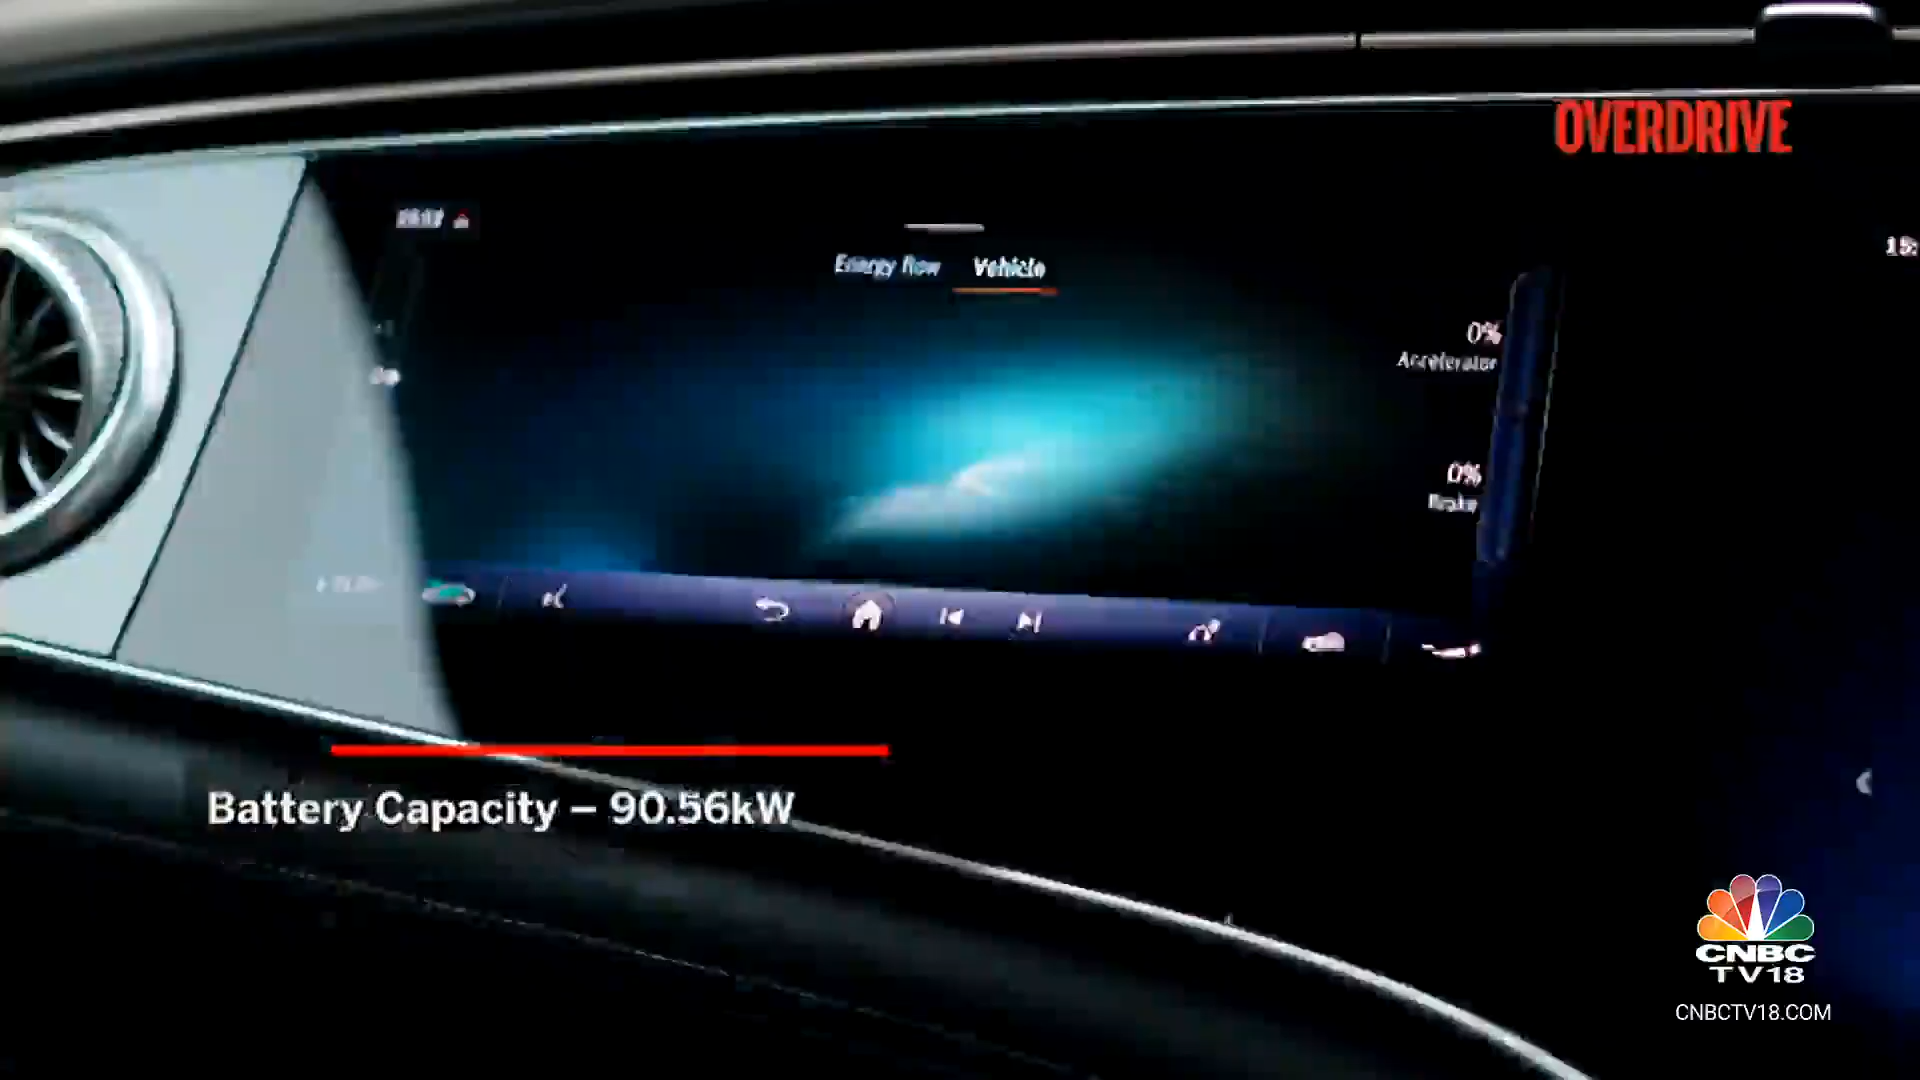 OVERDRIVE
Energy flow Vehicle
0%
Accelerator
0%
Brake
Battery Capacity – 90.56kW
CNBC
TV18
CNBCTV18.COM